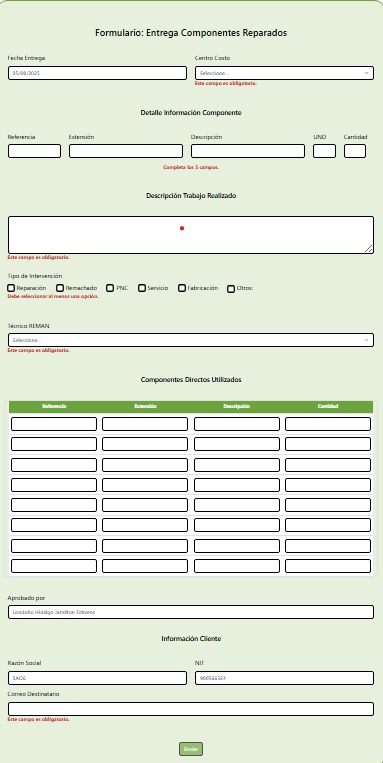 Formulario: Entrega Componentes Reparados
Fecha Entrega Centro Costo
05/08/2025 Seleccione...
Este campo es obligatorio.
Detalle Información Componente
Referencia Extensión Descripción UND Cantidad
Completa los 5 campos.
Descripción Trabajo Realizado
Este campo es obligatorio.
Tipo de Intervención
Reparación Remachado PNC Servicio Fabricación Otros:
Debe seleccionar al menos una opción.
Técnico REMAN
Seleccione...
Este campo es obligatorio.
Componentes Directos Utilizados
Referencia Extensión Descripción Cantidad
Aprobado por
Londoño Hidalgo Jamilton Estivens
Información Cliente
Razón Social NIT
SAOG 900566324
Correo Destinatario
Este campo es obligatorio.
Enviar